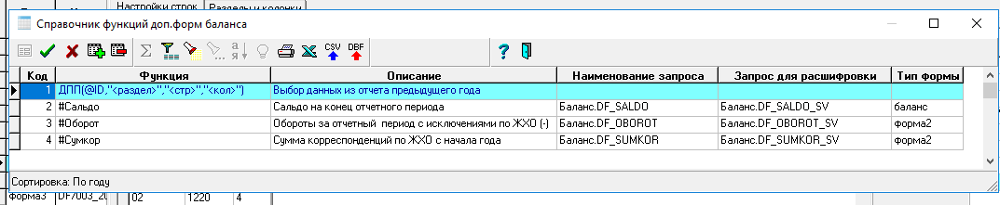 Настройки строк Разделы и колонки
Справочник функций доп.форм баланса
CSV DBF
Код Функция Описание Наименование запроса Запрос для расшифровки Тип формы
1 ДПП(@ID,"<раздел>","<стр>","<кол>") Выбор данных из отчета предыдущего года
2 #Сальдо Сальдо на конец отчетного периода Баланс.DF_SALDO Баланс.DF_SALDO_SV баланс
3 #Оборот Обороты за отчетный период с исключениями по ЖХО (-) Баланс.DF_OBOROT Баланс.DF_OBOROT_SV форма2
4 #Сумкор Сумма корреспонденций по ЖХО с начала года Баланс.DF_SUMKOR Баланс.DF_SUMKOR_SV форма2
Сортировка: По году
форма3 DF7003_20 02 1220 4